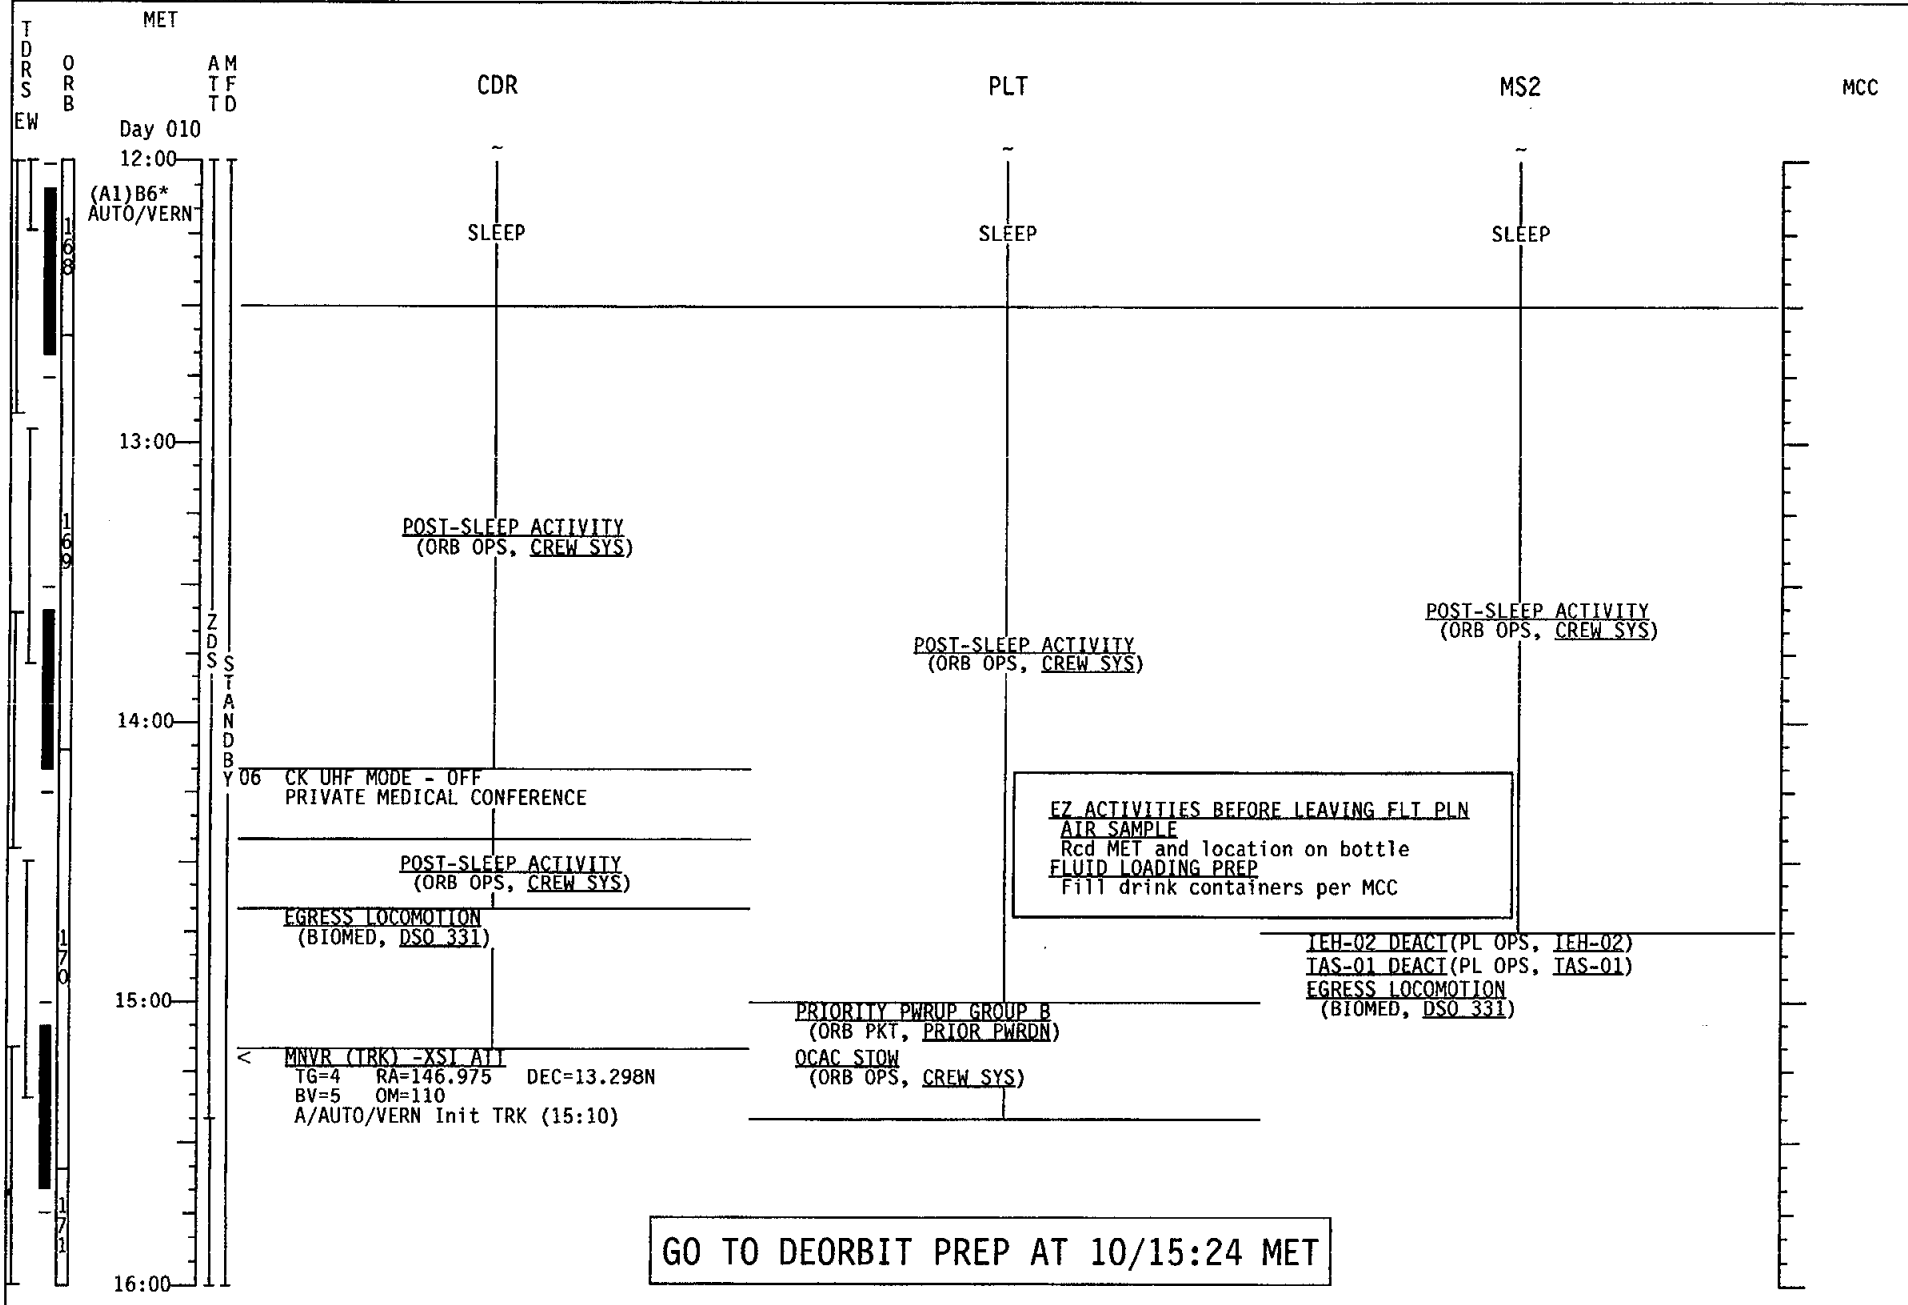 MET
TDRS
EW
ORB
ATT
MFD
CDR
PLT
MS2
MCC
Day 010
12:00
~
~
~
(A1)B6*
AUTO/VERN
168
SLEEP
SLEEP
SLEEP
13:00
169
POST-SLEEP ACTIVITY
(ORB OPS, CREW SYS)
POST-SLEEP ACTIVITY
(ORB OPS, CREW SYS)
POST-SLEEP ACTIVITY
(ORB OPS, CREW SYS)
ZDS
STANDBY
14:00
06 CK UHF MODE - OFF
PRIVATE MEDICAL CONFERENCE
EZ ACTIVITIES BEFORE LEAVING FLT PLN
AIR SAMPLE
Rcd MET and location on bottle
FLUID LOADING PREP
Fill drink containers per MCC
POST-SLEEP ACTIVITY
(ORB OPS, CREW SYS)
EGRESS LOCOMOTION
(BIOMED, DSO 331)
170
IEH-02 DEACT(PL OPS, IEH-02)
TAS-01 DEACT(PL OPS, TAS-01)
EGRESS LOCOMOTION
(BIOMED, DSO 331)
15:00
PRIORITY PWRUP GROUP B
(ORB PKT, PRIOR PWRDN)
OCAC STOW
(ORB OPS, CREW SYS)
< MNVR (TRK) -XSI ATT
TG=4 RA=146.975 DEC=13.298N
BV=5 OM=110
A/AUTO/VERN Init TRK (15:10)
171
GO TO DEORBIT PREP AT 10/15:24 MET
16:00